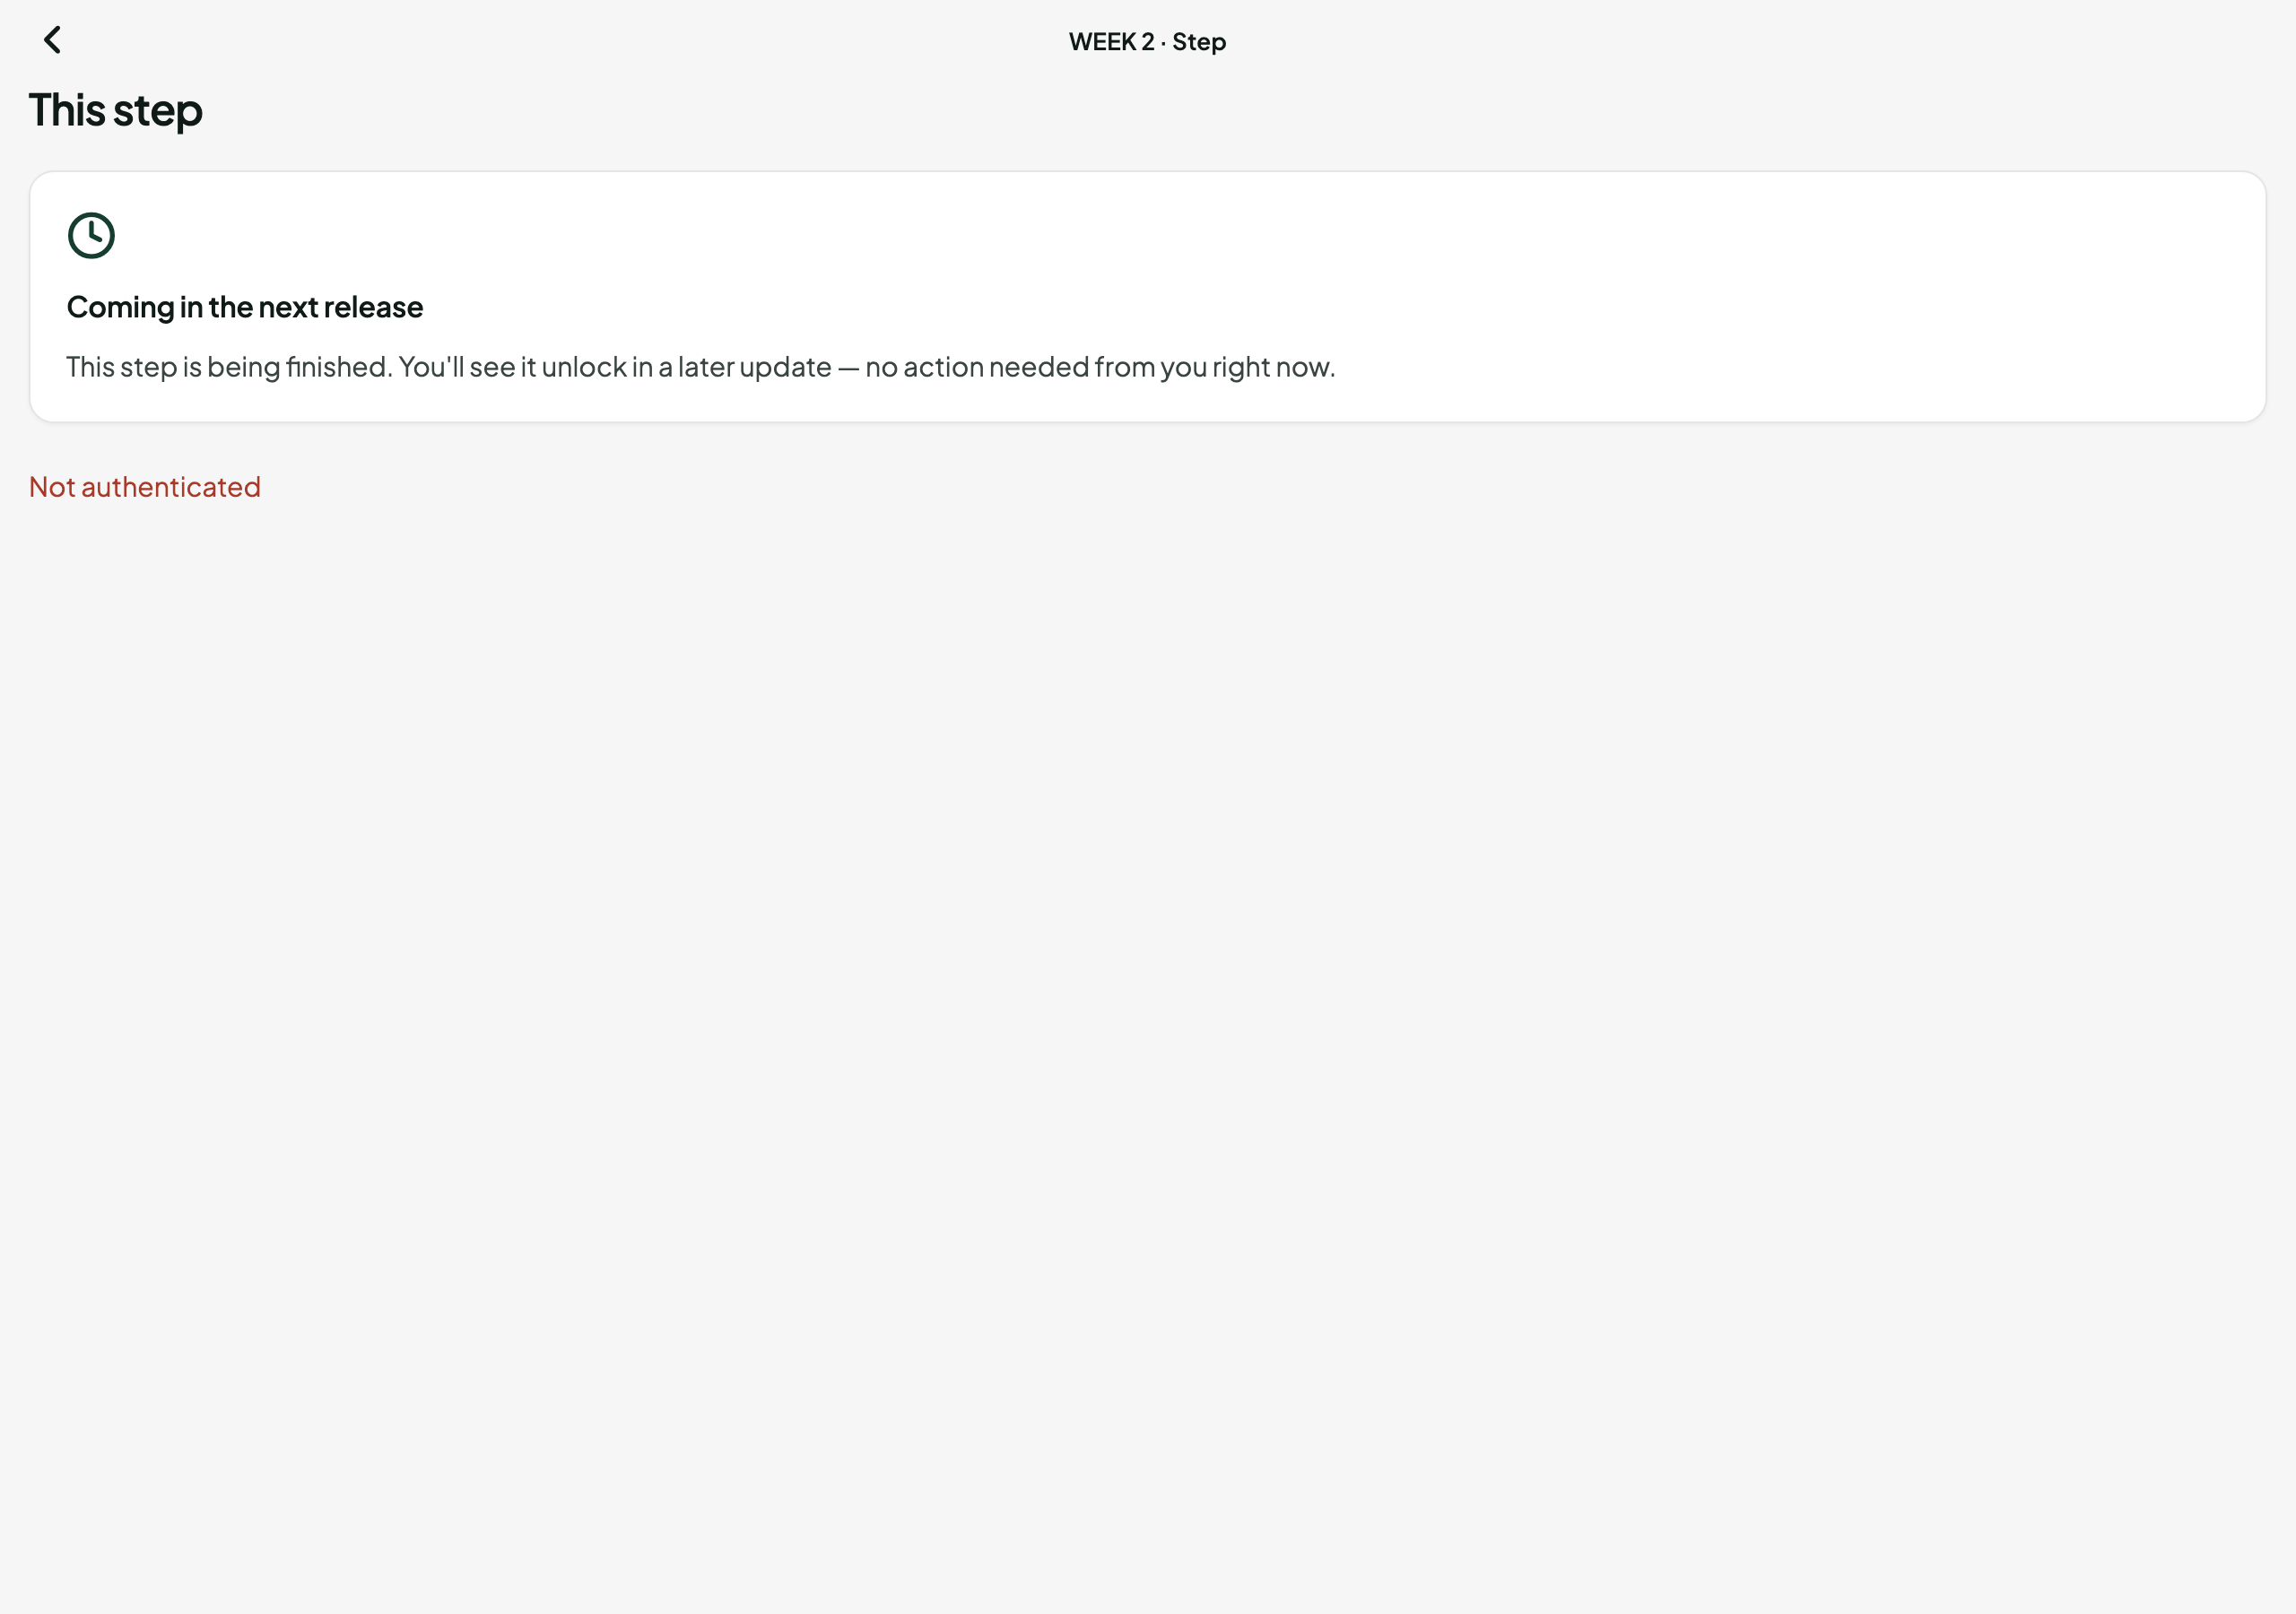 WEEK 2 · Step
This step
Coming in the next release
This step is being finished. You'll see it unlock in a later update — no action needed from you right now.
Not authenticated